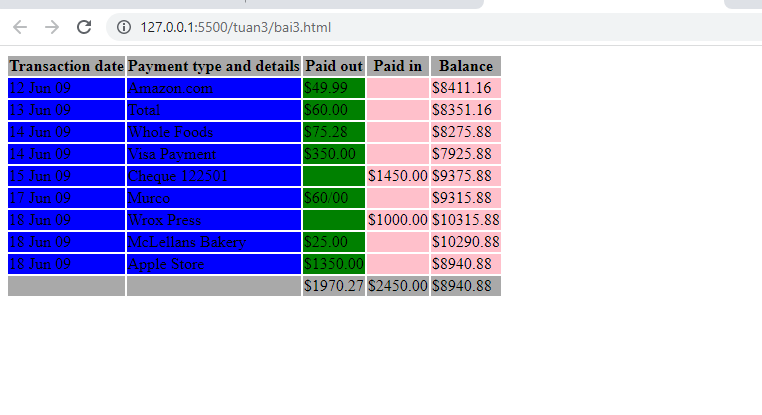 127.0.0.1:5500/tuan3/bai3.html
Transaction date Payment type and details Paid out Paid in Balance
12 Jun 09 Amazon.com $49.99 $8411.16
13 Jun 09 Total $60.00 $8351.16
14 Jun 09 Whole Foods $75.28 $8275.88
14 Jun 09 Visa Payment $350.00 $7925.88
15 Jun 09 Cheque 122501 $1450.00 $9375.88
17 Jun 09 Murco $60.00 $9315.88
18 Jun 09 Wrox Press $1000.00 $10315.88
18 Jun 09 McLellans Bakery $25.00 $10290.88
18 Jun 09 Apple Store $1350.00 $8940.88
$1970.27 $2450.00 $8940.88